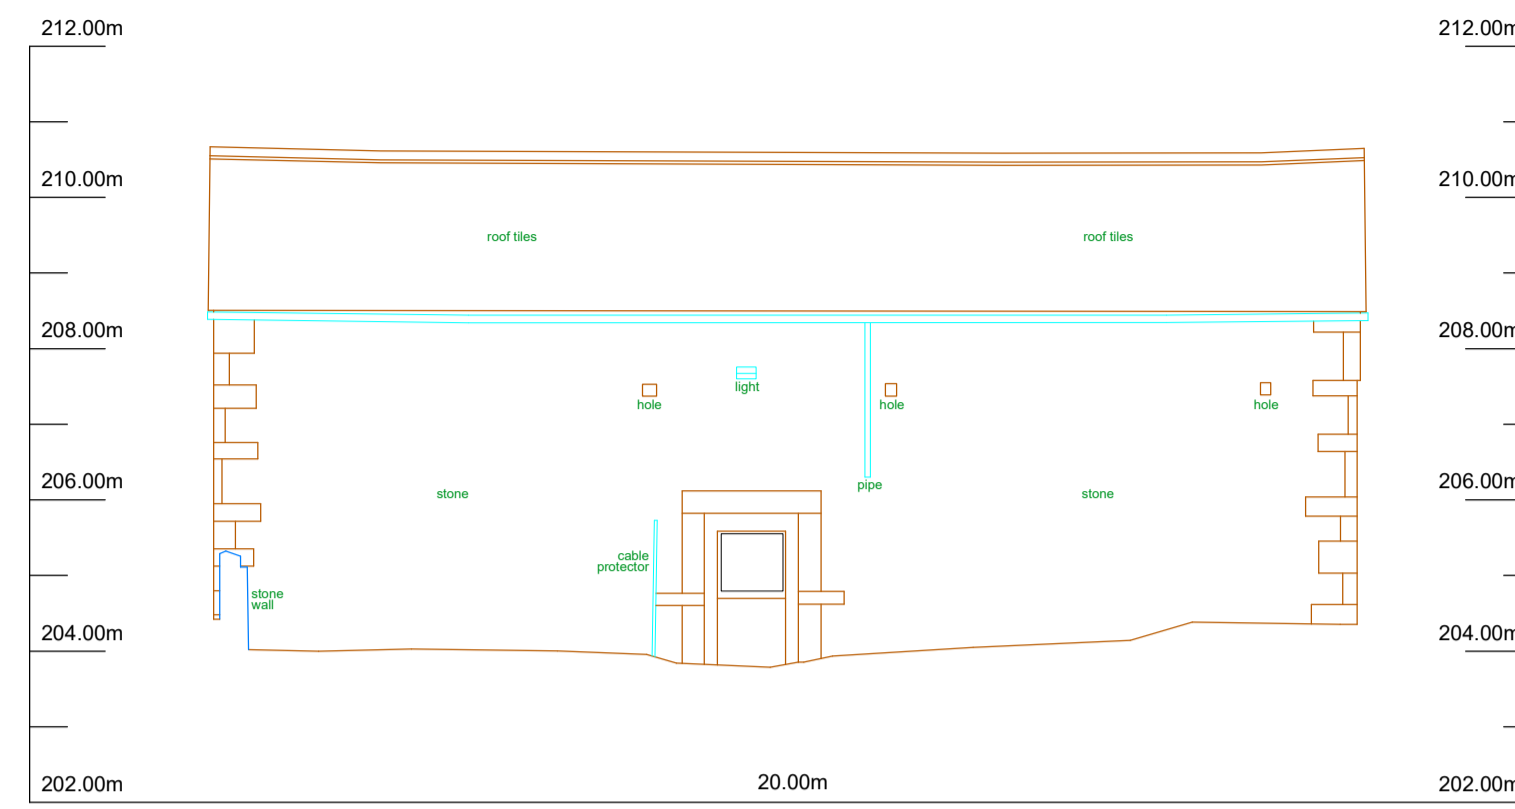 212.00m 212.00m
210.00m 210.00m
roof tiles roof tiles
208.00m 208.00m
light
hole hole hole
206.00m 206.00m
pipe
stone stone
cable
protector
stone
wall
204.00m 204.00m
20.00m
202.00m 202.00m